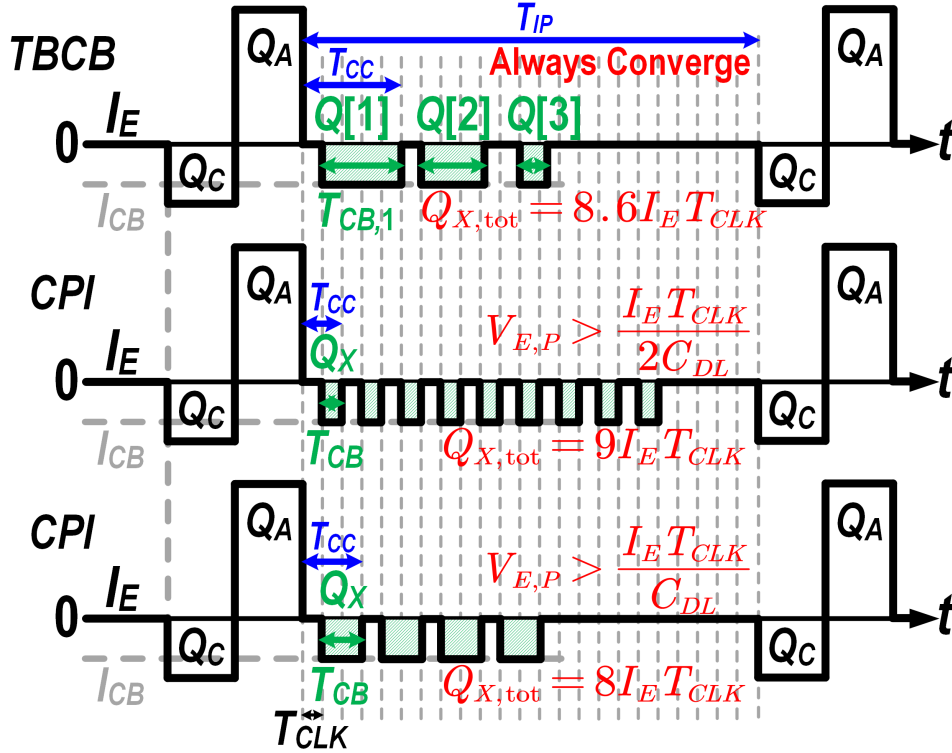 TBCB
Q_A
T_IP
Q_A
Always Converge
T_CC
I_E
Q[1]
Q[2]
Q[3]
0
t
Q_C
Q_C
I_CB
T_CB,1
Q_X,tot = 8.6 I_E T_CLK
CPI
Q_A
Q_A
T_CC
V_E,P > I_E T_CLK / 2C_DL
I_E
Q_X
0
t
Q_C
Q_C
I_CB
T_CB
Q_X,tot = 9 I_E T_CLK
CPI
Q_A
Q_A
T_CC
V_E,P > I_E T_CLK / C_DL
I_E
Q_X
0
t
Q_C
Q_C
I_CB
T_CB
Q_X,tot = 8 I_E T_CLK
T_CLK